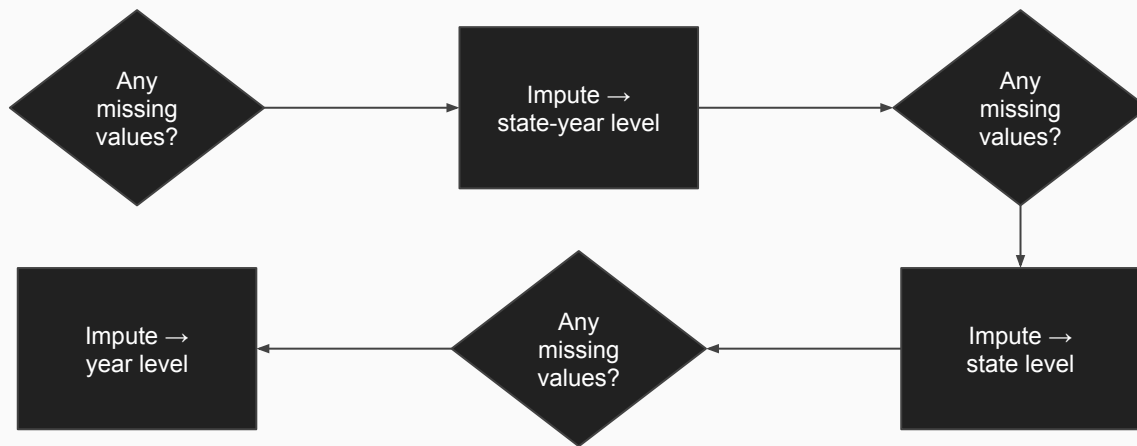 Any
missing
values?
Impute →
state-year level
Any
missing
values?
Impute →
state level
Any
missing
values?
Impute →
year level